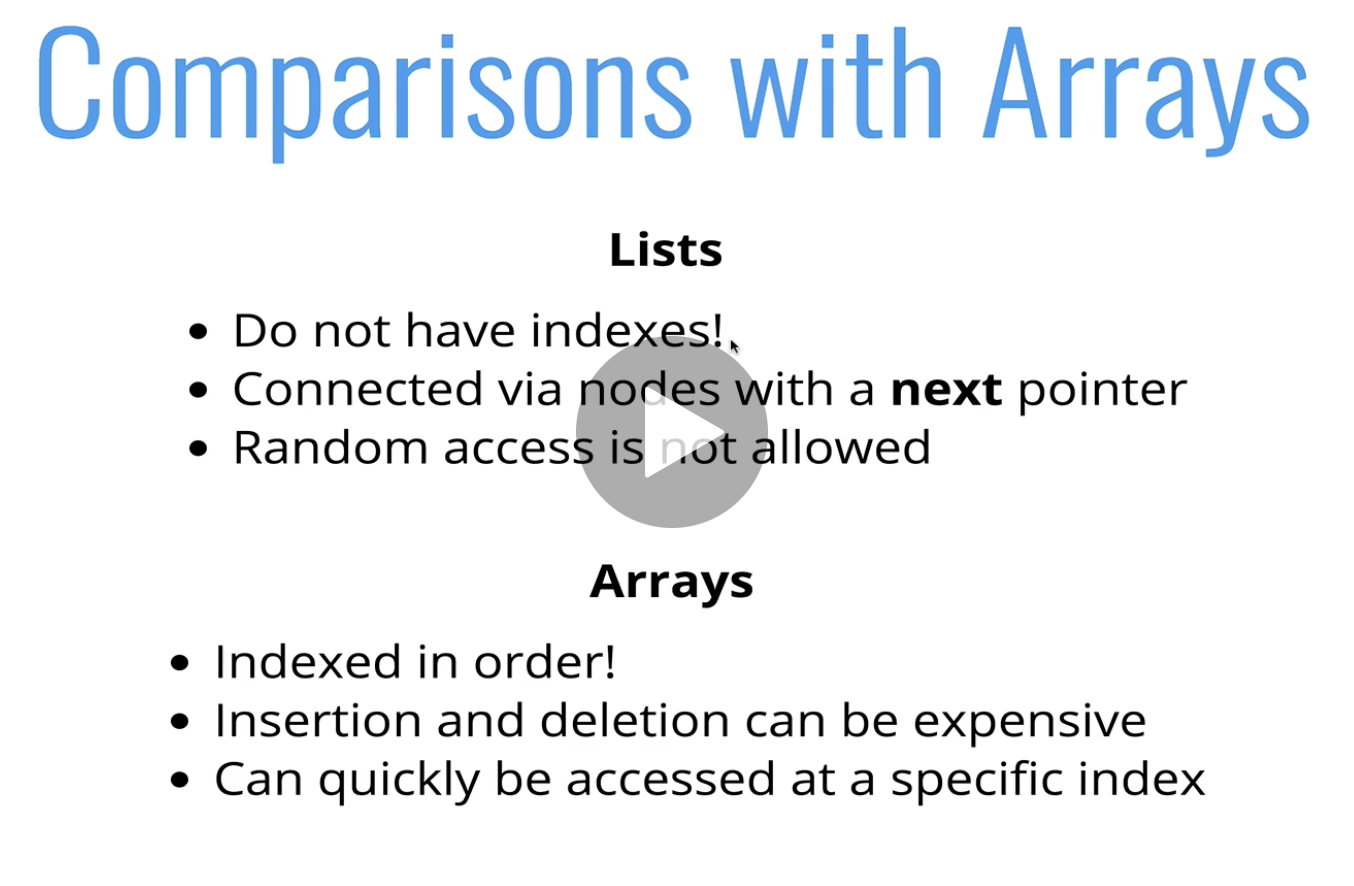 Comparisons with Arrays
Lists
• Do not have indexes!
• Connected via nodes with a next pointer
• Random access is not allowed
Arrays
• Indexed in order!
• Insertion and deletion can be expensive
• Can quickly be accessed at a specific index